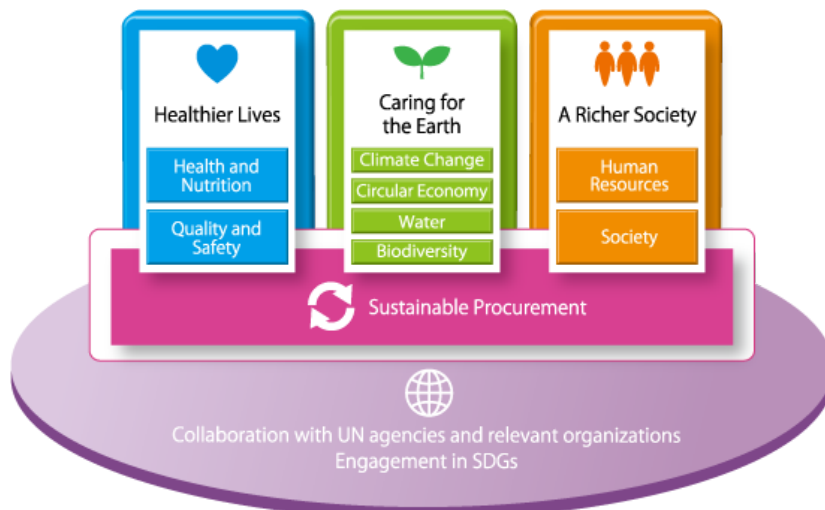 Healthier Lives
Health and
Nutrition
Quality and
Safety
Caring for
the Earth
Climate Change
Circular Economy
Water
Biodiversity
A Richer Society
Human
Resources
Society
Sustainable Procurement
Collaboration with UN agencies and relevant organizations
Engagement in SDGs